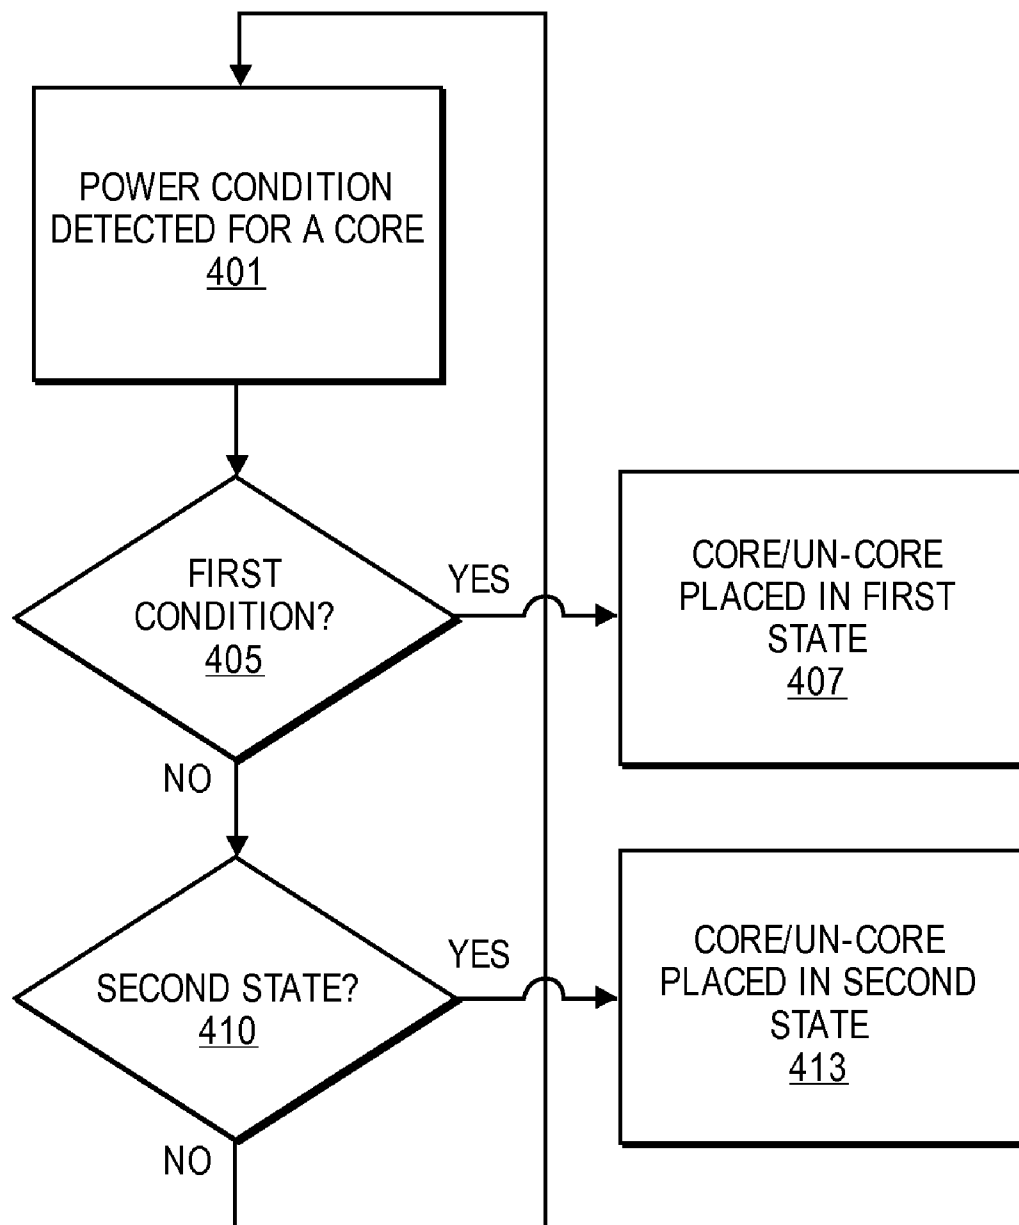 POWER CONDITION
DETECTED FOR A CORE
401
FIRST
CONDITION?
405
YES
CORE/UN-CORE
PLACED IN FIRST
STATE
407
NO
SECOND STATE?
410
YES
CORE/UN-CORE
PLACED IN SECOND
STATE
413
NO